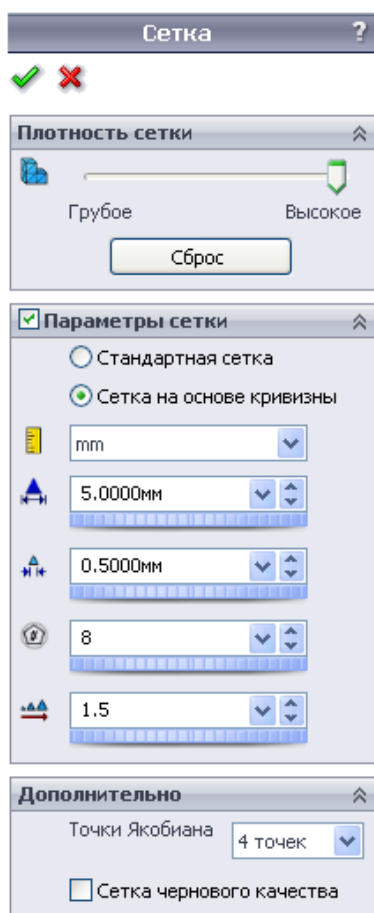 Сетка ?
Плотность сетки
Грубое Высокое
Сброс
Параметры сетки
Стандартная сетка
Сетка на основе кривизны
mm
5.0000мм
0.5000мм
# 8
1.5
Дополнительно
Точки Якобиана 4 точек
Сетка чернового качества